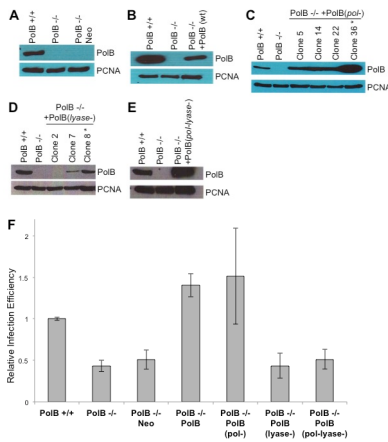 A
PolB +/+
PolB -/-
PolB -/- Neo
PolB
PCNA
B
PolB +/+
PolB -/-
PolB -/- +PolB(wt)
PolB
PCNA
C
PolB -/- +PolB(pol-)
PolB +/+
PolB -/-
Clone 5
Clone 14
Clone 22
Clone 36 *
PolB
PCNA
D
PolB -/-
+PolB(lyase-)
PolB +/+
PolB -/-
Clone 2
Clone 7
Clone 8 *
PolB
PCNA
E
PolB +/+
PolB -/-
PolB -/-
+PolB(pol-lyase-)
PolB
PCNA
F
Relative Infection Efficiency
2
1.5
1
0.5
0
PolB +/+
PolB -/-
PolB -/-
Neo
PolB -/-
PolB
PolB -/-
PolB
(pol-)
PolB -/-
PolB
(lyase-)
PolB -/-
PolB
(pol-lyase-)